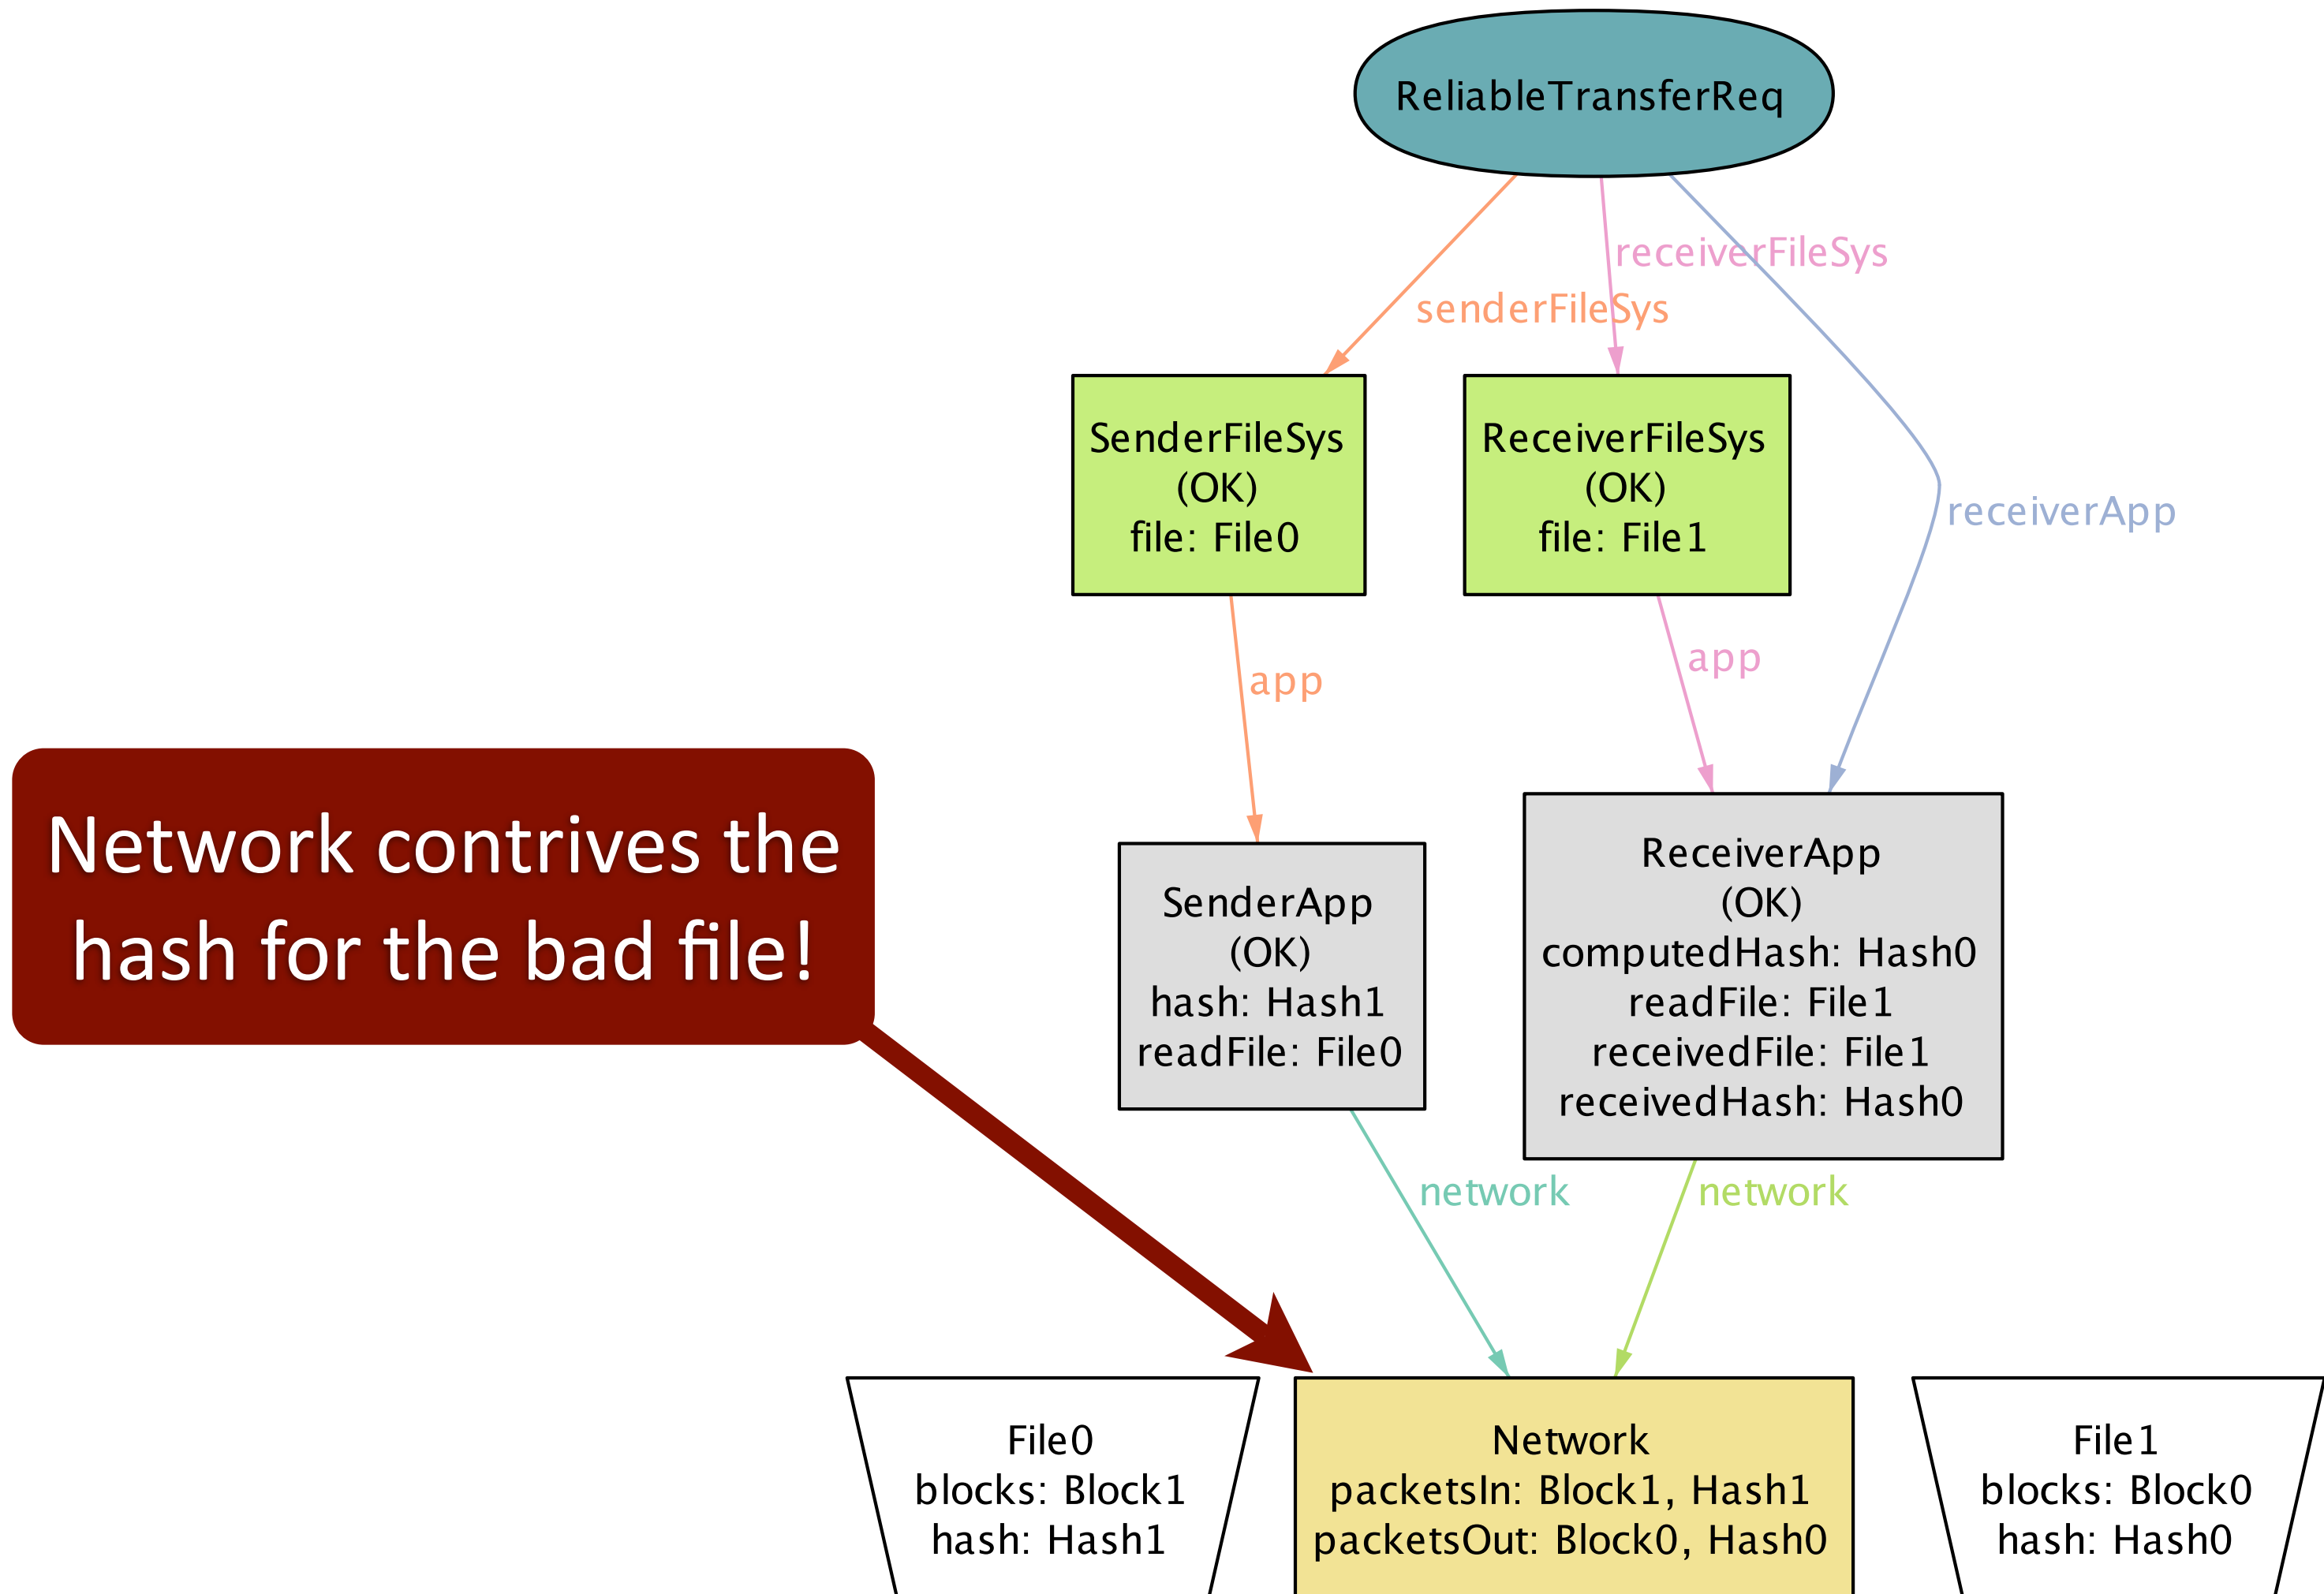 ReliableTransferReq
receiverFileSys
senderFileSys
SenderFileSys
(OK)
file: File0
ReceiverFileSys
(OK)
file: File1
receiverApp
app
app
Network contrives the
hash for the bad file!
SenderApp
(OK)
hash: Hash1
readFile: File0
ReceiverApp
(OK)
computedHash: Hash0
readFile: File1
receivedFile: File1
receivedHash: Hash0
network
network
File0
blocks: Block1
hash: Hash1
Network
packetsIn: Block1, Hash1
packetsOut: Block0, Hash0
File1
blocks: Block0
hash: Hash0